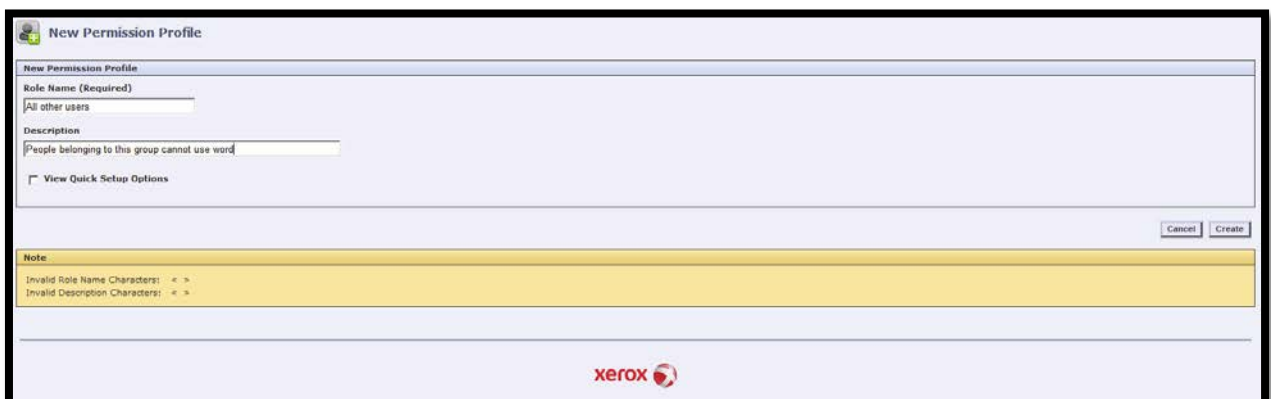 New Permission Profile
New Permission Profile
Role Name (Required)
All other users
Description
People belonging to this group cannot use word
View Quick Setup Options
Cancel Create
Note
Invalid Role Name Characters: < >
Invalid Description Characters: < >
xerox